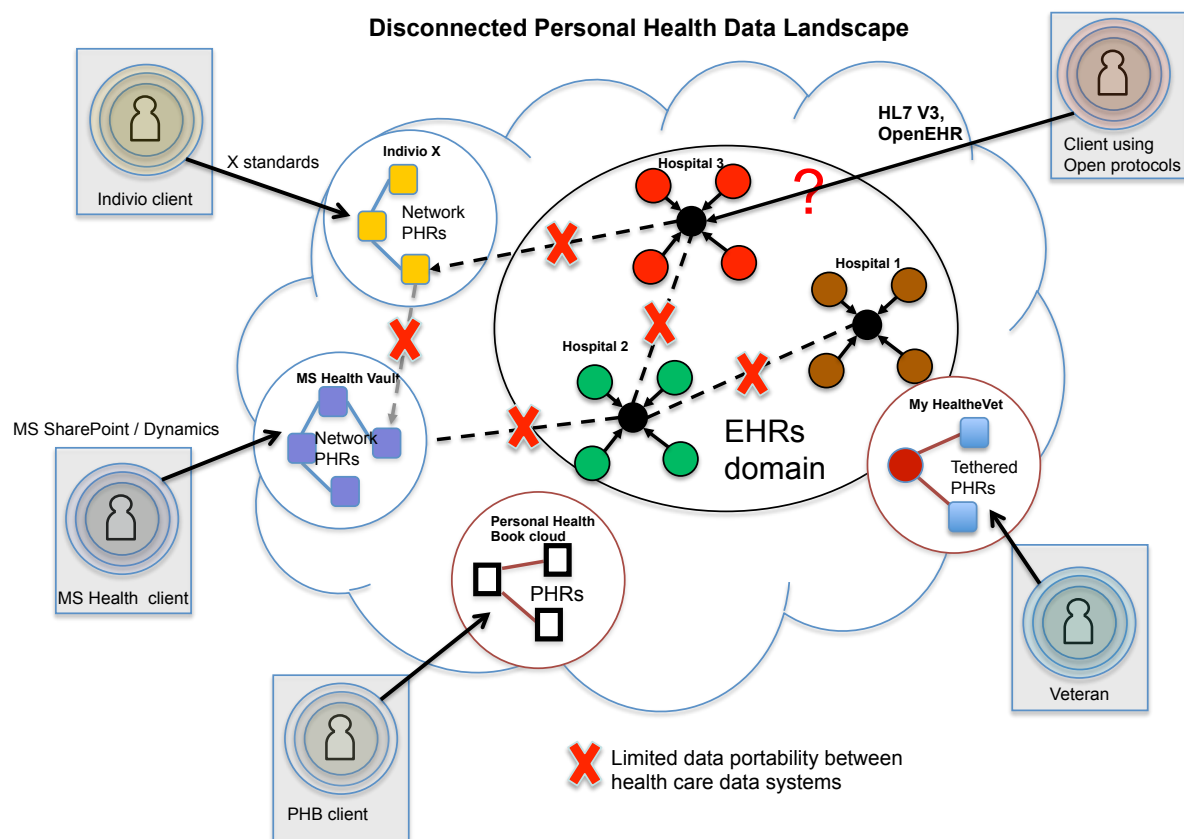 Disconnected Personal Health Data Landscape
HL7 V3,
OpenEHR
Client using
Open protocols
Indivio client
X standards
Indivio X
Network
PHRs
Hospital 3
?
Hospital 1
Hospital 2
MS Health Vault
Network
PHRs
MS SharePoint / Dynamics
MS Health client
EHRs
domain
My HealtheVet
Tethered
PHRs
Personal Health
Book cloud
PHRs
Veteran
PHB client
Limited data portability between
health care data systems